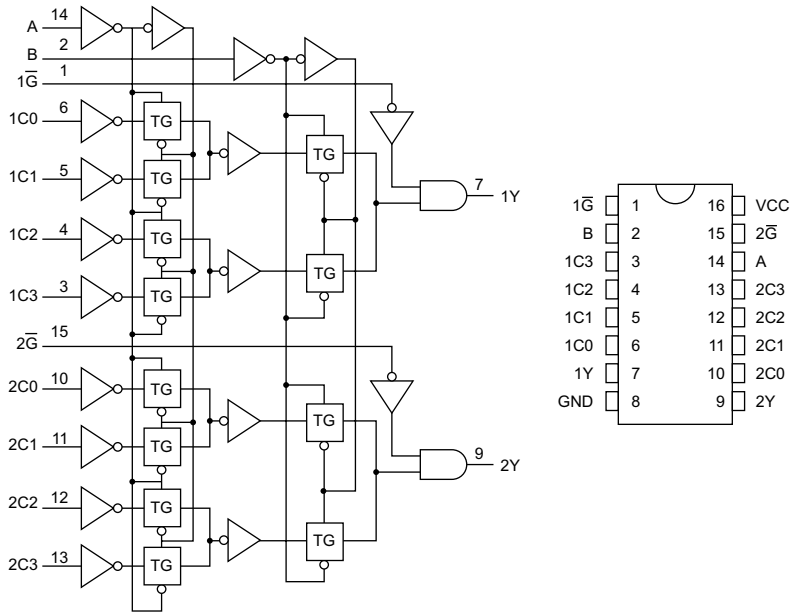 A 14
B 2
1G̅ 1
1C0 6
TG
1C1 5
TG
TG
7
1Y
1C2 4
TG
1C3 3
TG
TG
2G̅ 15
2C0 10
TG
2C1 11
TG
TG
9
2Y
2C2 12
TG
2C3 13
TG
TG
1G̅ 1 16 VCC
B 2 15 2G̅
1C3 3 14 A
1C2 4 13 2C3
1C1 5 12 2C2
1C0 6 11 2C1
1Y 7 10 2C0
GND 8 9 2Y